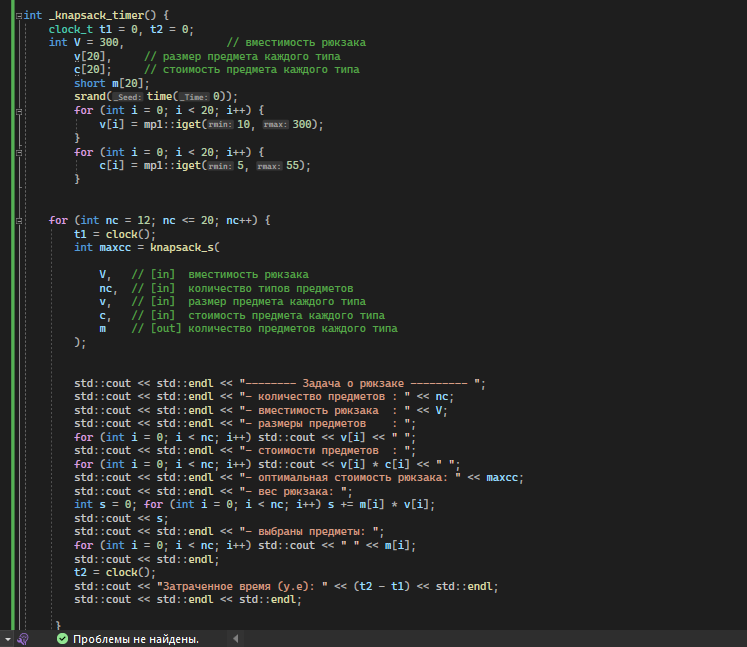 int _knapsack_timer() {
    clock_t t1 = 0, t2 = 0;
    int V = 300,                // вместимость рюкзака
        v[20],     // размер предмета каждого типа
        c[20];     // стоимость предмета каждого типа
        short m[20];
        srand(_Seed: time(_Time: 0));
        for (int i = 0; i < 20; i++) {
            v[i] = mp1::iget(rmin: 10, rmax: 300);
        }
        for (int i = 0; i < 20; i++) {
            c[i] = mp1::iget(rmin: 5, rmax: 55);
        }
    for (int nc = 12; nc <= 20; nc++) {
        t1 = clock();
        int maxcc = knapsack_s(
            V,   // [in]  вместимость рюкзака
            nc,  // [in]  количество типов предметов
            v,   // [in]  размер предмета каждого типа
            c,   // [in]  стоимость предмета каждого типа
            m    // [out] количество предметов каждого типа
        );
        std::cout << std::endl << "-------- Задача о рюкзаке --------- ";
        std::cout << std::endl << "- количество предметов : " << nc;
        std::cout << std::endl << "- вместимость рюкзака  : " << V;
        std::cout << std::endl << "- размеры предметов    : ";
        for (int i = 0; i < nc; i++) std::cout << v[i] << " ";
        std::cout << std::endl << "- стоимости предметов  : ";
        for (int i = 0; i < nc; i++) std::cout << v[i] * c[i] << " ";
        std::cout << std::endl << "- оптимальная стоимость рюкзака: " << maxcc;
        std::cout << std::endl << "- вес рюкзака: ";
        int s = 0; for (int i = 0; i < nc; i++) s += m[i] * v[i];
        std::cout << s;
        std::cout << std::endl << "- выбраны предметы: ";
        for (int i = 0; i < nc; i++) std::cout << " " << m[i];
        std::cout << std::endl;
        t2 = clock();
        std::cout << "Затраченное время (у.е): " << (t2 - t1) << std::endl;
        std::cout << std::endl << std::endl;
    }
Проблемы не найдены.